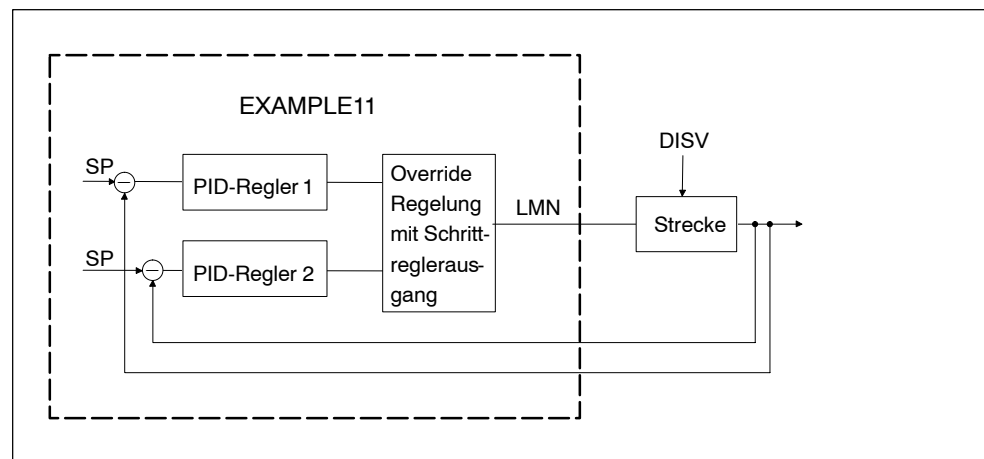 EXAMPLE11
DISV
SP
PID-Regler 1
Override
Regelung
mit Schritt-
regleraus-
gang
LMN
Strecke
SP
PID-Regler 2